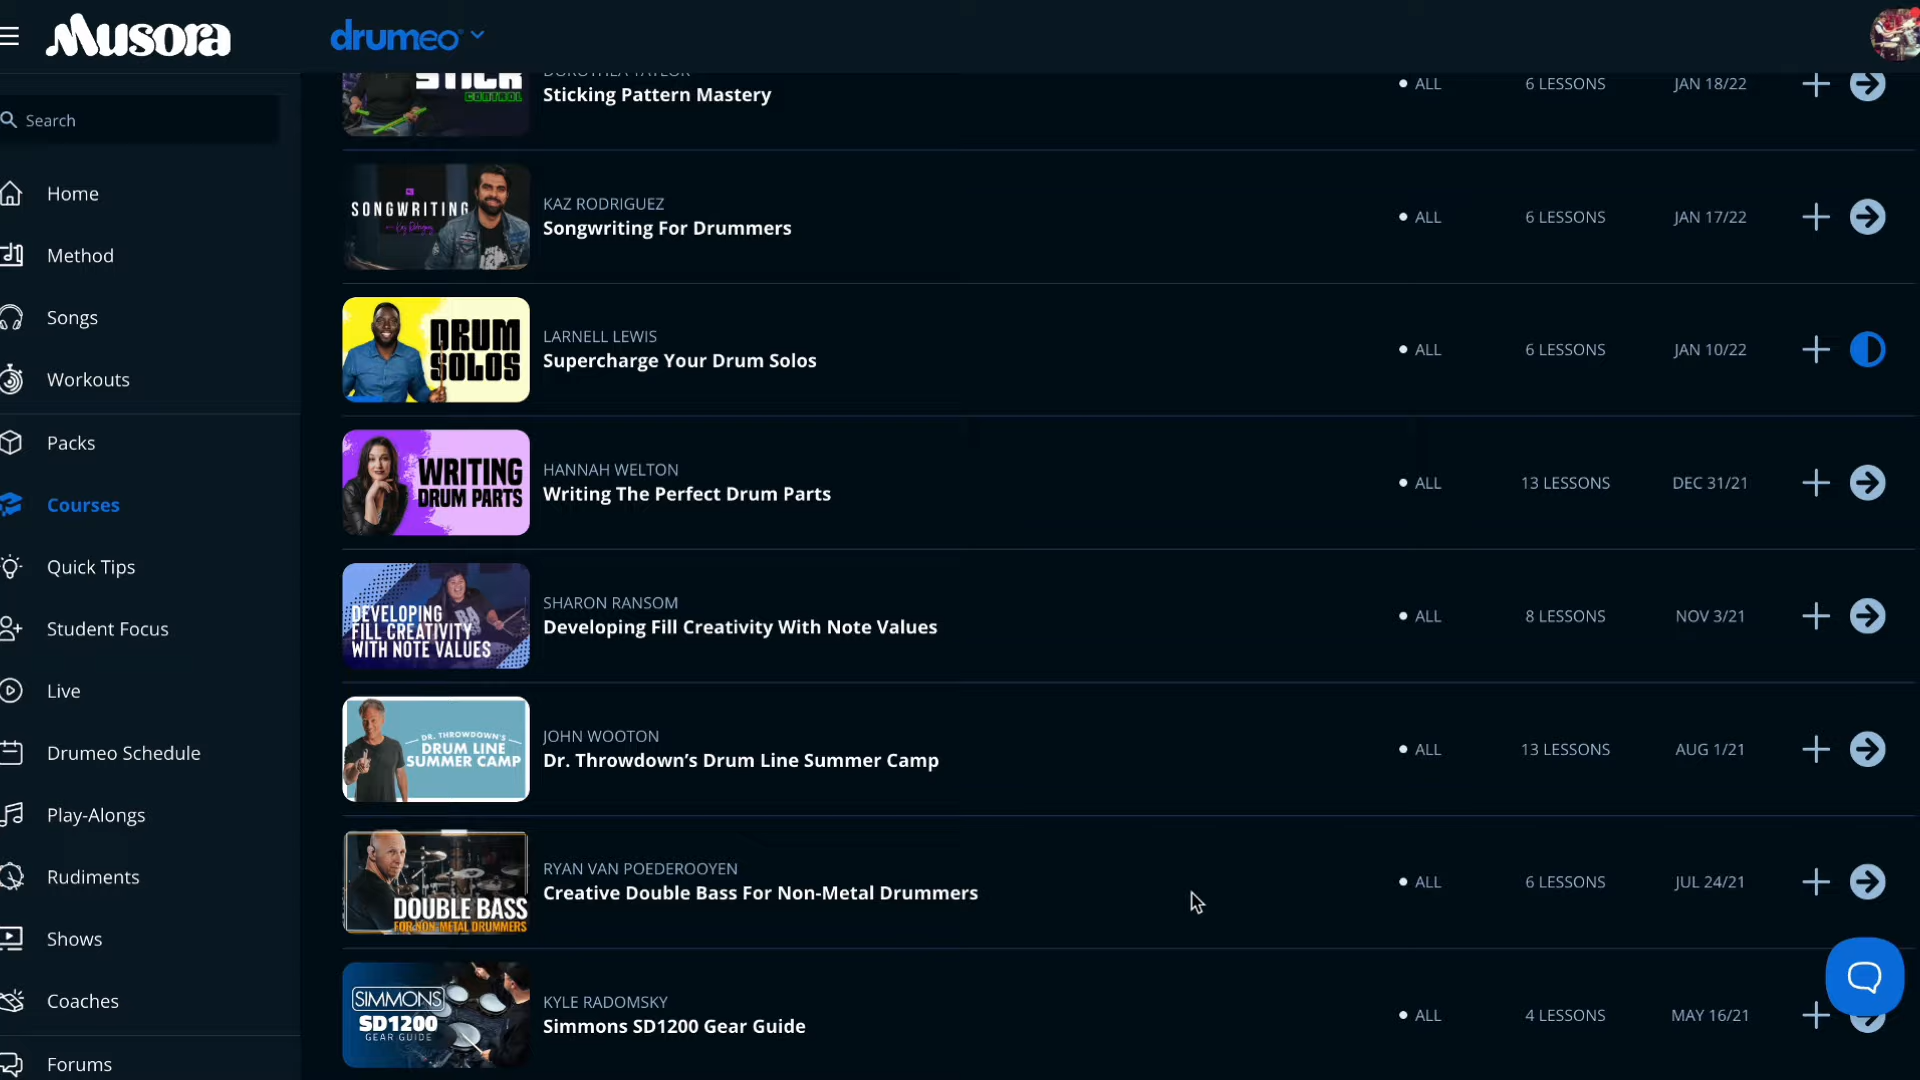 Musora
drumeo
Search
Home
Method
Songs
Workouts
Packs
Courses
Quick Tips
Student Focus
Live
Drumeo Schedule
Play-Alongs
Rudiments
Shows
Coaches
Forums
STICK
CONTROL
DOROTHEA TAYLOR
Sticking Pattern Mastery
ALL
6 LESSONS
JAN 18/22
SONGWRITING
Kaz Rodriguez
KAZ RODRIGUEZ
Songwriting For Drummers
ALL
6 LESSONS
JAN 17/22
DRUM
SOLOS
LARNELL LEWIS
Supercharge Your Drum Solos
ALL
6 LESSONS
JAN 10/22
WRITING
DRUM PARTS
HANNAH WELTON
Writing The Perfect Drum Parts
ALL
13 LESSONS
DEC 31/21
DEVELOPING
FILL CREATIVITY
WITH NOTE VALUES
SHARON RANSOM
Developing Fill Creativity With Note Values
ALL
8 LESSONS
NOV 3/21
DR. THROWDOWN'S
DRUM LINE
SUMMER CAMP
JOHN WOOTON
Dr. Throwdown’s Drum Line Summer Camp
ALL
13 LESSONS
AUG 1/21
DOUBLE BASS
FOR NON-METAL DRUMMERS
RYAN VAN POEDEROOYEN
Creative Double Bass For Non-Metal Drummers
ALL
6 LESSONS
JUL 24/21
SIMMONS
SD1200
GEAR GUIDE
KYLE RADOMSKY
Simmons SD1200 Gear Guide
ALL
4 LESSONS
MAY 16/21